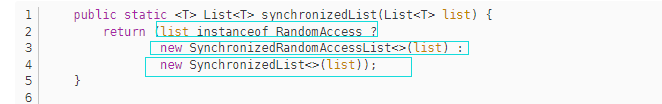 1 public static <T> List<T> synchronizedList(List<T> list) {
2 return (list instanceof RandomAccess ?
3 new SynchronizedRandomAccessList<>(list) :
4 new SynchronizedList<>(list));
5 }
6